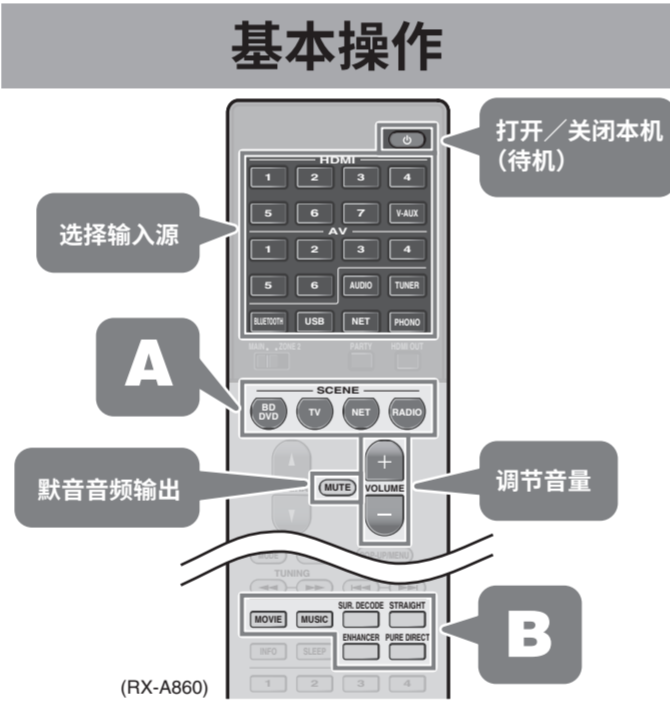 基本操作
打开／关闭本机
（待机）
HDMI
1 2 3 4
5 6 7 V-AUX
选择输入源
AV
1 2 3 4
5 6 AUDIO TUNER
BLUETOOTH USB NET PHONO
MAIN ZONE 2 PARTY HDMI OUT
A
SCENE
BD
DVD
TV NET RADIO
默音音频输出
MUTE
VOLUME
调节音量
MODE
TUNING
MOVIE MUSIC SUR. DECODE STRAIGHT
ENHANCER PURE DIRECT
B
INFO SLEEP
(RX-A860)
1 2 3 4